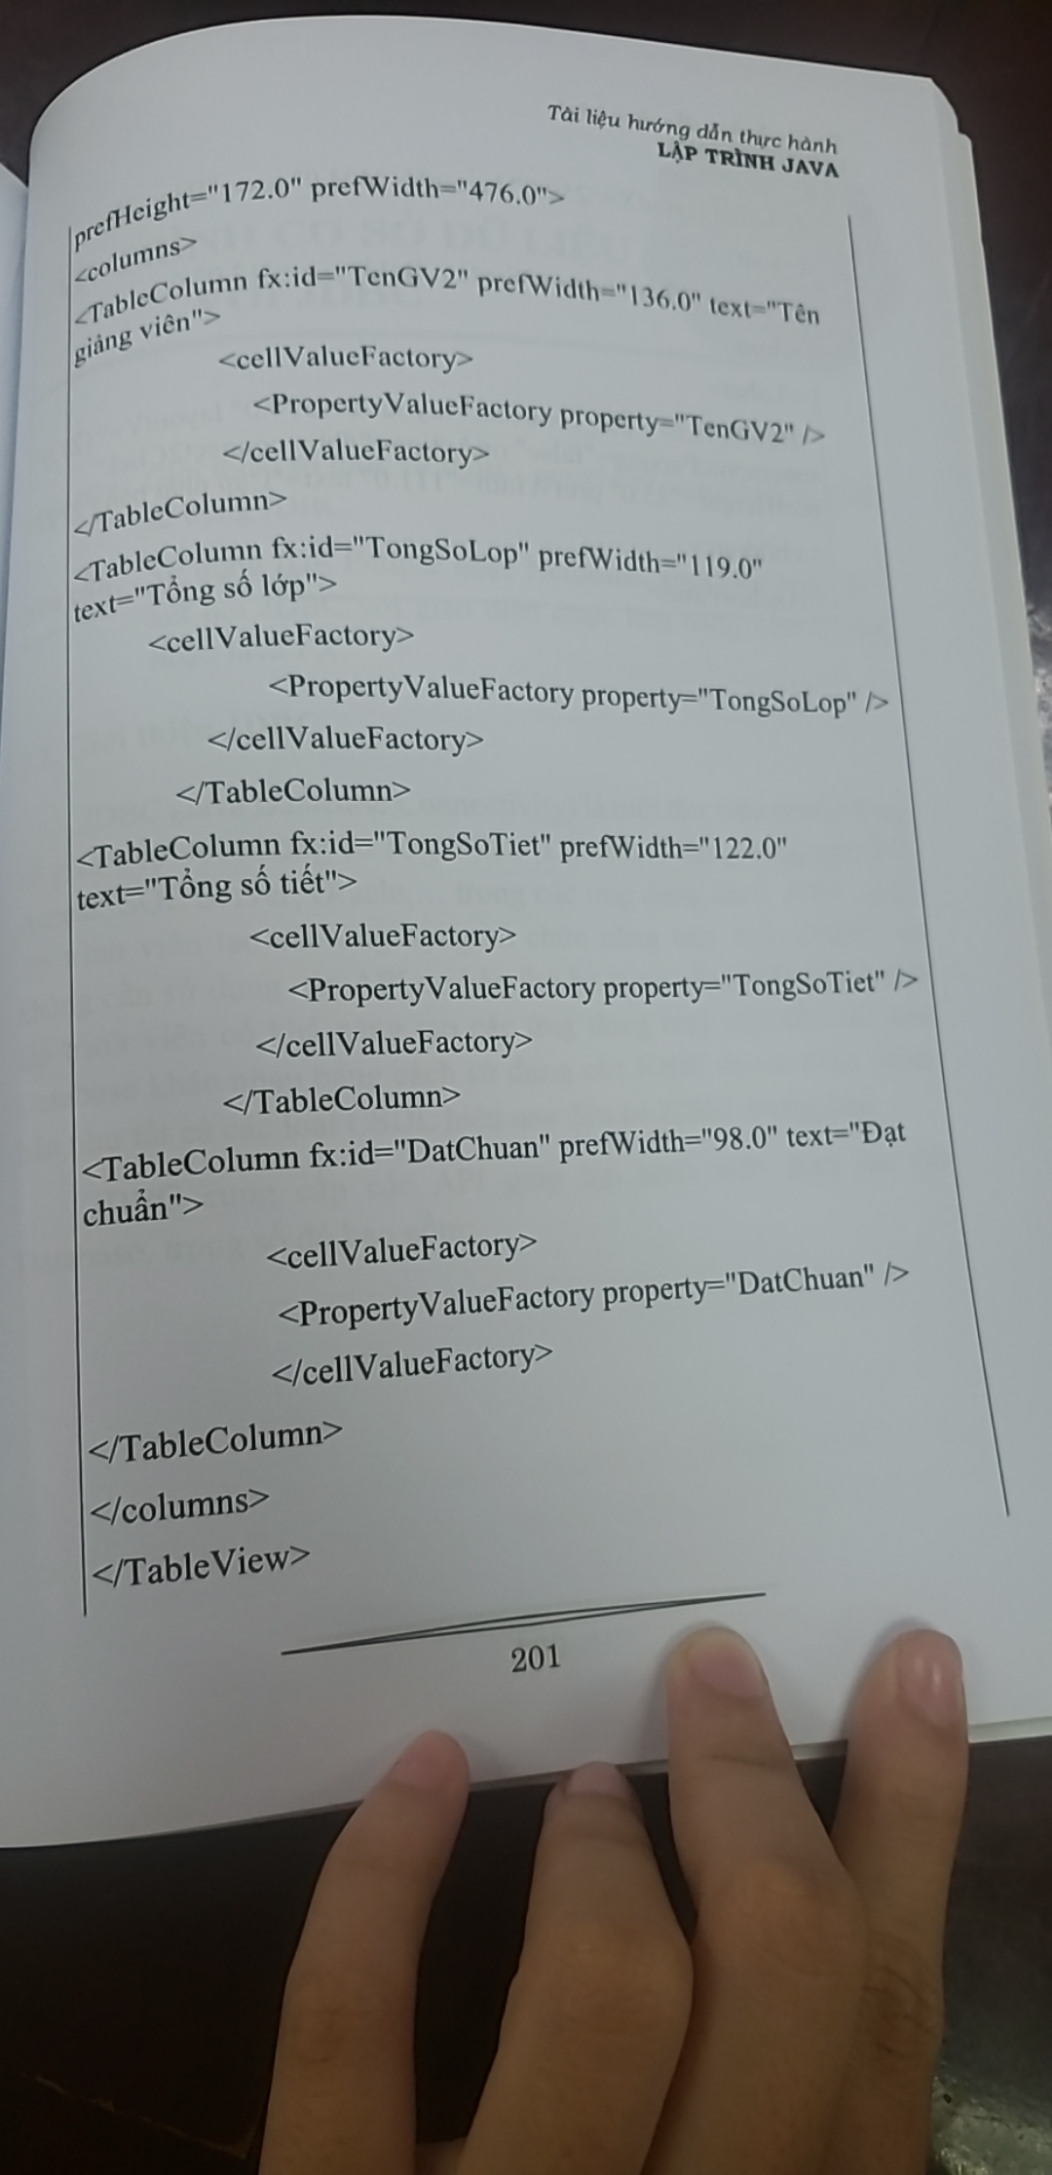 Tài liệu hướng dẫn thực hành
LẬP TRÌNH JAVA
prefHeight="172.0" prefWidth="476.0">
<columns>
<TableColumn fx:id="TenGV2" prefWidth="136.0" text="Tên
giảng viên">
<cellValueFactory>
<PropertyValueFactory property="TenGV2" />
</cellValueFactory>
</TableColumn>
<TableColumn fx:id="TongSoLop" prefWidth="119.0"
text="Tổng số lớp">
<cellValueFactory>
<PropertyValueFactory property="TongSoLop" />
</cellValueFactory>
</TableColumn>
<TableColumn fx:id="TongSoTiet" prefWidth="122.0"
text="Tổng số tiết">
<cellValueFactory>
<PropertyValueFactory property="TongSoTiet" />
</cellValueFactory>
</TableColumn>
<TableColumn fx:id="DatChuan" prefWidth="98.0" text="Đạt
chuẩn">
<cellValueFactory>
<PropertyValueFactory property="DatChuan" />
</cellValueFactory>
</TableColumn>
</columns>
</TableView>
201